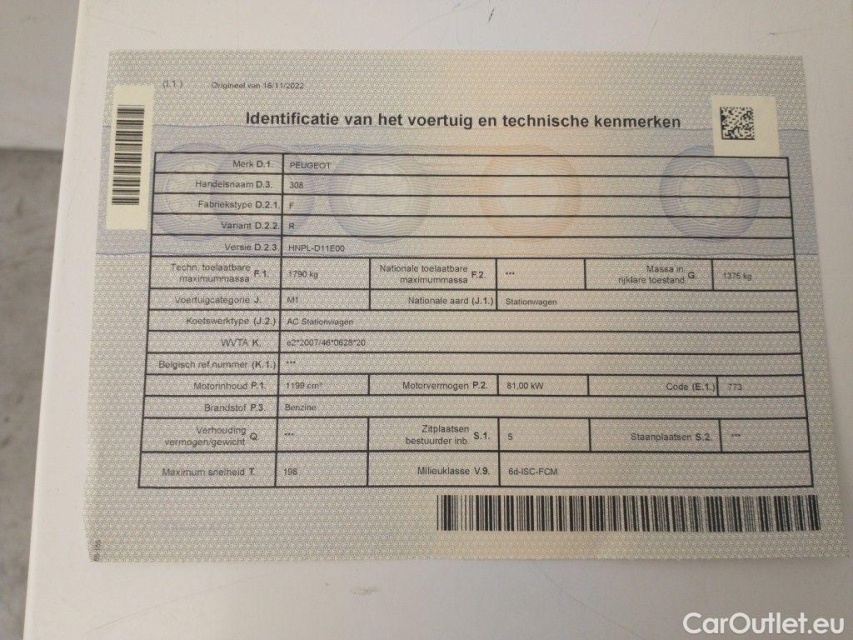 (I.1.) Origineel van 16/11/2022
Identificatie van het voertuig en technische kenmerken
Merk D.1. PEUGEOT
Handelsnaam D.3. 308
Fabriekstype D.2.1. F
Variant D.2.2. R
Versie D.2.3. HNPL-D11E00
Techn. toelaatbare maximummassa F.1. 1790 kg Nationale toelaatbare maximummassa F.2. *** Massa in rijklare toestand G. 1375 kg
Voertuigcategorie J. M1 Nationale aard (J.1.) Stationwagen
Koetswerktype (J.2.) AC Stationwagen
WVTA K. e2*2007/46*0628*20
Belgisch ref.nummer (K.1.) ***
Motorinhoud P.1. 1199 cm³ Motorvermogen P.2. 81,00 kW Code (E.1.) 773
Brandstof P.3. Benzine
Verhouding vermogen/gewicht Q. *** Zitplaatsen bestuurder inb. S.1. 5 Staanplaatsen S.2. ***
Maximum snelheid T. 198 Milieuklasse V.9. 6d-ISC-FCM
CarOutlet.eu